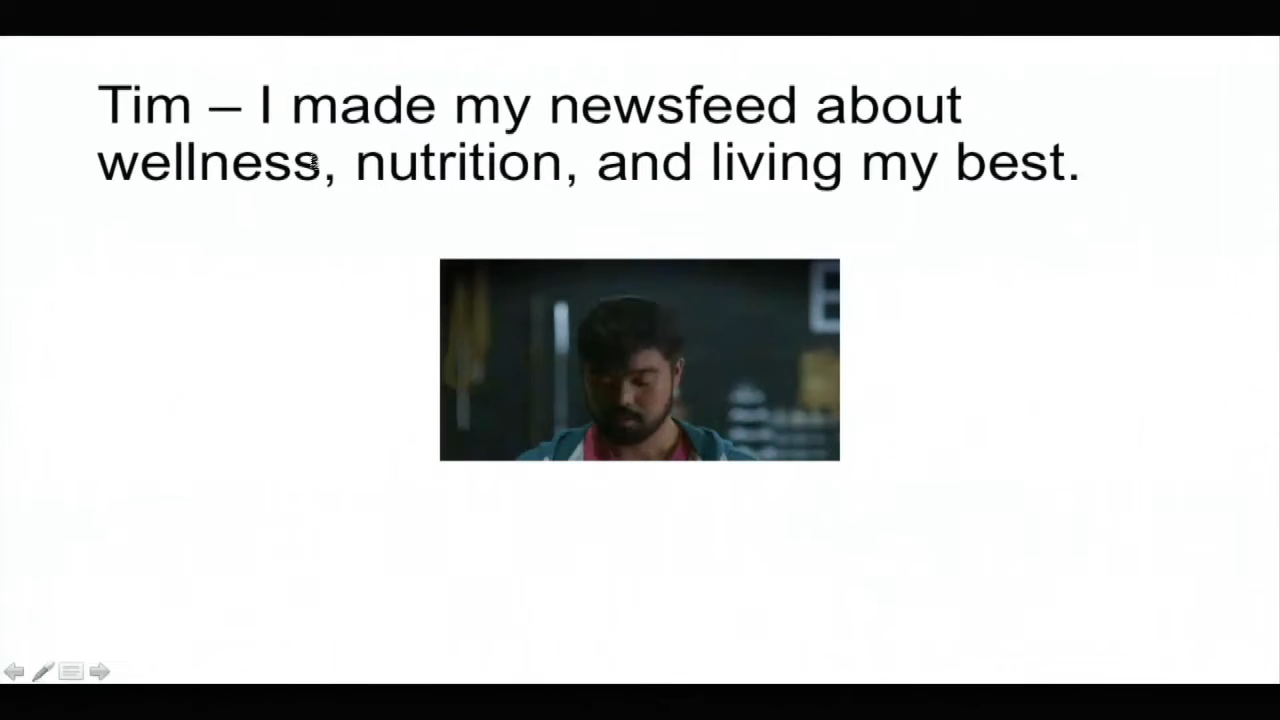 Tim – I made my newsfeed about
wellness, nutrition, and living my best.